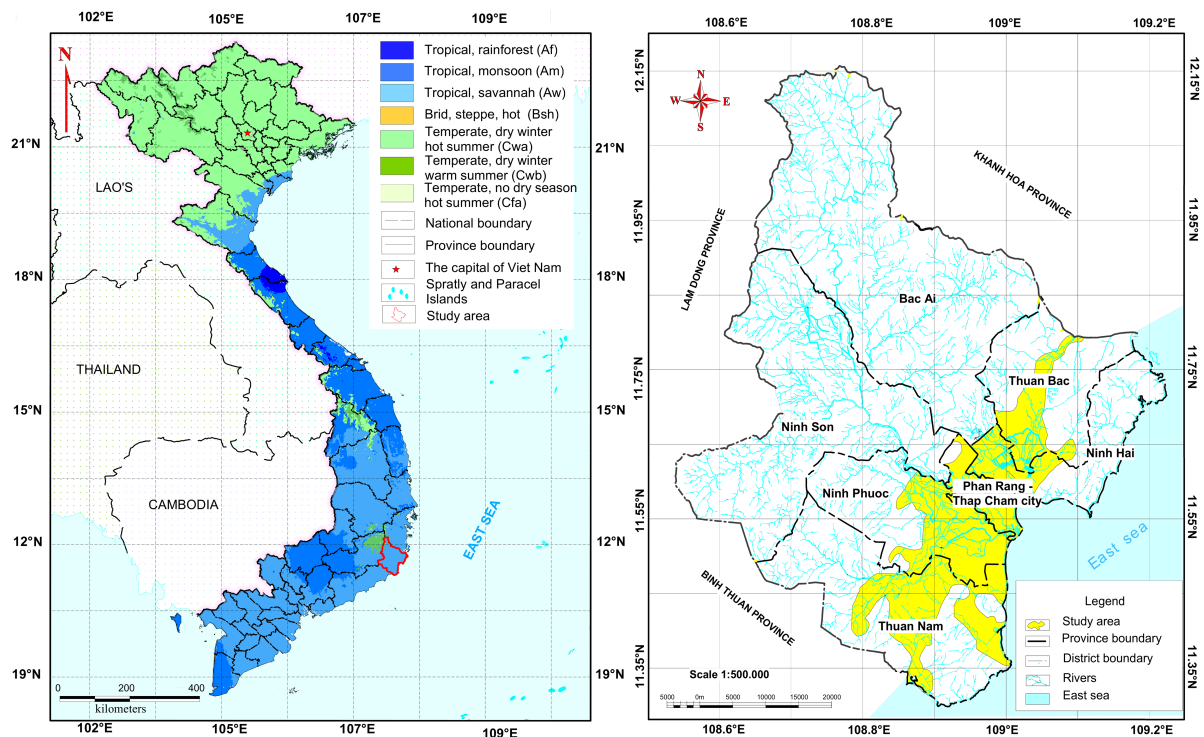 102°E
105°E
107°E
109°E
N
21°N
18°N
15°N
12°N
19°N
21°N
18°N
15°N
12°N
19°N
LAO'S
THAILAND
CAMBODIA
EAST SEA
Tropical, rainforest (Af)
Tropical, monsoon (Am)
Tropical, savannah (Aw)
Brid, steppe, hot (Bsh)
Temperate, dry winter
hot summer (Cwa)
Temperate, dry winter
warm summer (Cwb)
Temperate, no dry season
hot summer (Cfa)
National boundary
Province boundary
The capital of Viet Nam
Spratly and Paracel
Islands
Study area
0 200 400
kilometers
102°E
105°E
107°E
109°E
108.6°E
108.8°E
109°E
109.2°E
12.15°N
11.95°N
11.75°N
11.55°N
11.35°N
12.15°N
11.95°N
11.75°N
11.55°N
11.35°N
N
W E
S
KHANH HOA PROVINCE
LAM DONG PROVINCE
BINH THUAN PROVINCE
Bac Ai
Thuan Bac
Ninh Son
Ninh Hai
Ninh Phuoc
Phan Rang -
Thap Cham city
Thuan Nam
East sea
Scale 1:500.000
5000 0m 5000 10000 15000 20000
Legend
Study area
Province boundary
District boundary
Rivers
East sea
108.6°E
108.8°E
109°E
109.2°E